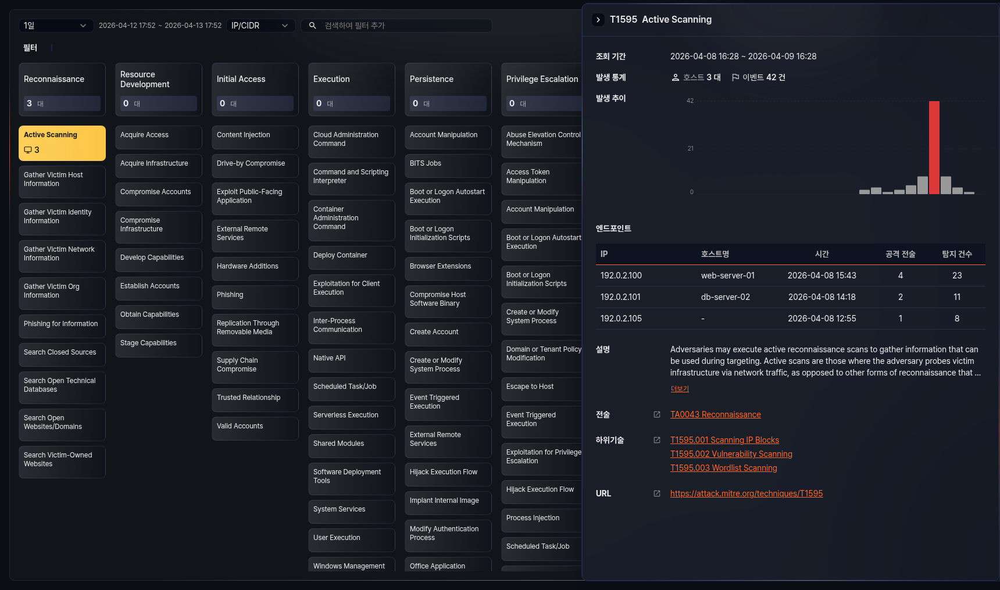 1일
2026-04-12 17:52 ~ 2026-04-13 17:52
IP/CIDR
검색하여 필터 추가
필터
Reconnaissance
3 대
Active Scanning
3
Gather Victim Host
Information
Gather Victim Identity
Information
Gather Victim Network
Information
Gather Victim Org
Information
Phishing for Information
Search Closed Sources
Search Open Technical
Databases
Search Open
Websites/Domains
Search Victim-Owned
Websites
Resource
Development
0 대
Acquire Access
Acquire Infrastructure
Compromise Accounts
Compromise
Infrastructure
Develop Capabilities
Establish Accounts
Obtain Capabilities
Stage Capabilities
Initial Access
0 대
Content Injection
Drive-by Compromise
Exploit Public-Facing
Application
External Remote
Services
Hardware Additions
Phishing
Replication Through
Removable Media
Supply Chain
Compromise
Trusted Relationship
Valid Accounts
Execution
0 대
Cloud Administration
Command
Command and Scripting
Interpreter
Container
Administration
Command
Deploy Container
Exploitation for Client
Execution
Inter-Process
Communication
Native API
Scheduled Task/Job
Serverless Execution
Shared Modules
Software Deployment
Tools
System Services
User Execution
Windows Management
Persistence
0 대
Account Manipulation
BITS Jobs
Boot or Logon Autostart
Execution
Boot or Logon
Initialization Scripts
Browser Extensions
Compromise Host
Software Binary
Create Account
Create or Modify
System Process
Event Triggered
Execution
External Remote
Services
Hijack Execution Flow
Implant Internal Image
Modify Authentication
Process
Office Application
Privilege Escalation
0 대
Abuse Elevation Control
Mechanism
Access Token
Manipulation
Account Manipulation
Boot or Logon Autostart
Execution
Boot or Logon
Initialization Scripts
Create or Modify
System Process
Domain or Tenant Policy
Modification
Escape to Host
Event Triggered
Execution
Exploitation for Privilege
Escalation
Hijack Execution Flow
Process Injection
Scheduled Task/Job
T1595 Active Scanning
조회 기간 2026-04-08 16:28 ~ 2026-04-09 16:28
발생 통계 호스트 3 대 이벤트 42 건
발생 추이
42
21
0
엔드포인트
IP 호스트명 시간 공격 전술 탐지 건수
192.0.2.100 web-server-01 2026-04-08 15:43 4 23
192.0.2.101 db-server-02 2026-04-08 14:18 2 11
192.0.2.105 - 2026-04-08 12:55 1 8
설명 Adversaries may execute active reconnaissance scans to gather information that can
be used during targeting. Active scans are those where the adversary probes victim
infrastructure via network traffic, as opposed to other forms of reconnaissance that ...
더보기
전술 TA0043 Reconnaissance
하위기술 T1595.001 Scanning IP Blocks
T1595.002 Vulnerability Scanning
T1595.003 Wordlist Scanning
URL https://attack.mitre.org/techniques/T1595